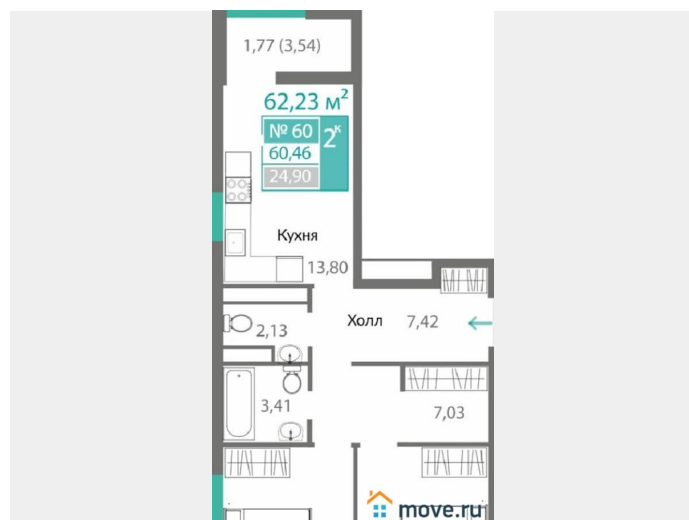 1,77 (3,54)
62,23 м²
№ 60
2к
60,46
24,90
Кухня
13,80
Холл 7,42
2,13
3,41
7,03
move.ru